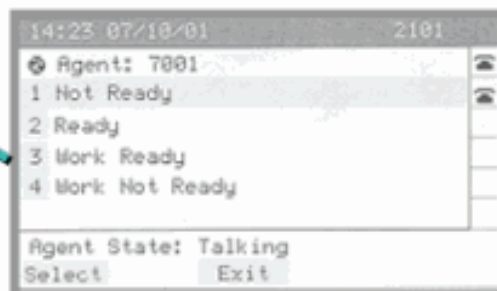 14:23 07/18/01 2101
Agent: 7001
1 Not Ready
2 Ready
3 Work Ready
4 Work Not Ready
Agent State: Talking
Select Exit